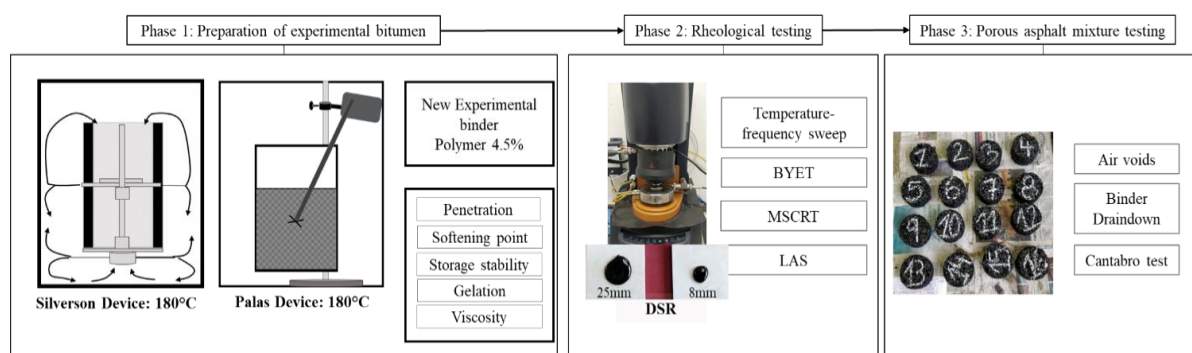 Phase 1: Preparation of experimental bitumen
Phase 2: Rheological testing
Phase 3: Porous asphalt mixture testing
Silverson Device: 180°C
Palas Device: 180°C
New Experimental
binder
Polymer 4.5%
Penetration
Softening point
Storage stability
Gelation
Viscosity
25mm
8mm
DSR
Temperature-
frequency sweep
BYET
MSCRT
LAS
1 2 3 4
5 6 7 8
9 10 11 12
13
Air voids
Binder
Draindown
Cantabro test